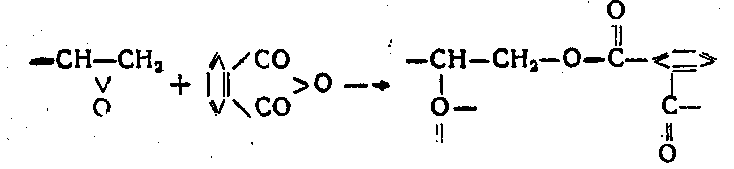 O
—CH—CH₂ + CO —CH—CH₂—O—C—
O CO >O —→ O— C—
O